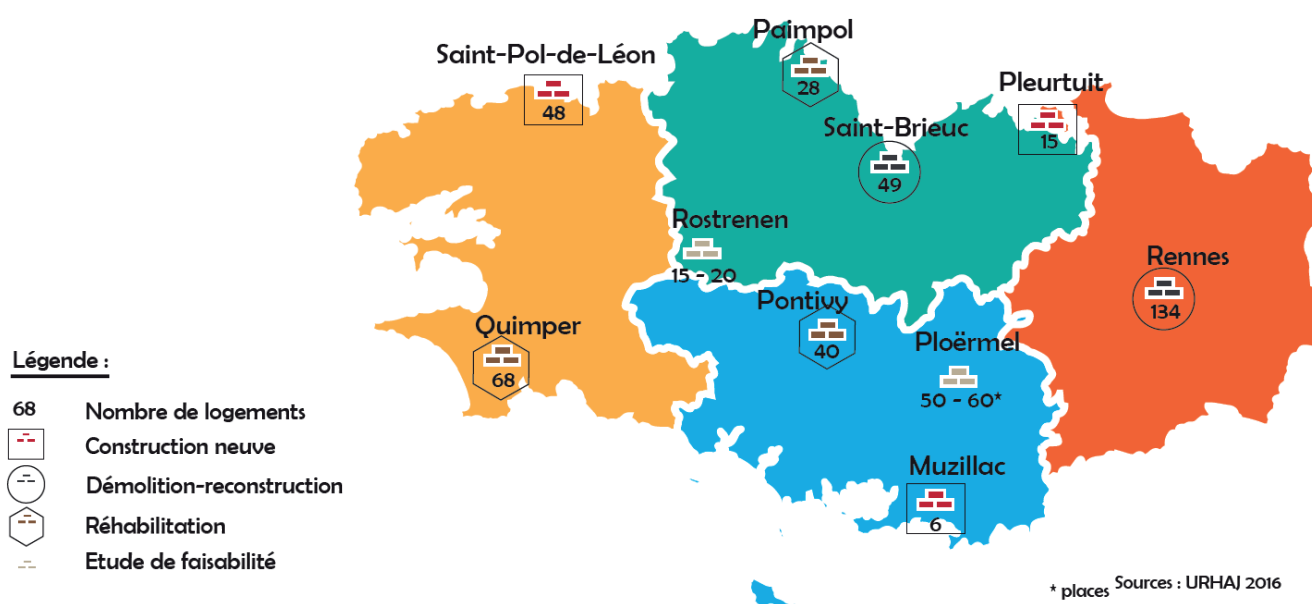 Paimpol
28
Saint-Pol-de-Léon
48
Pleurtuit
15
Saint-Brieuc
49
Rostrenen
15 - 20
Rennes
134
Pontivy
40
Quimper
68
Ploërmel
50 - 60*
Muzillac
6
Légende :
68 Nombre de logements
Construction neuve
Démolition-reconstruction
Réhabilitation
Etude de faisabilité
* places Sources : URHAJ 2016